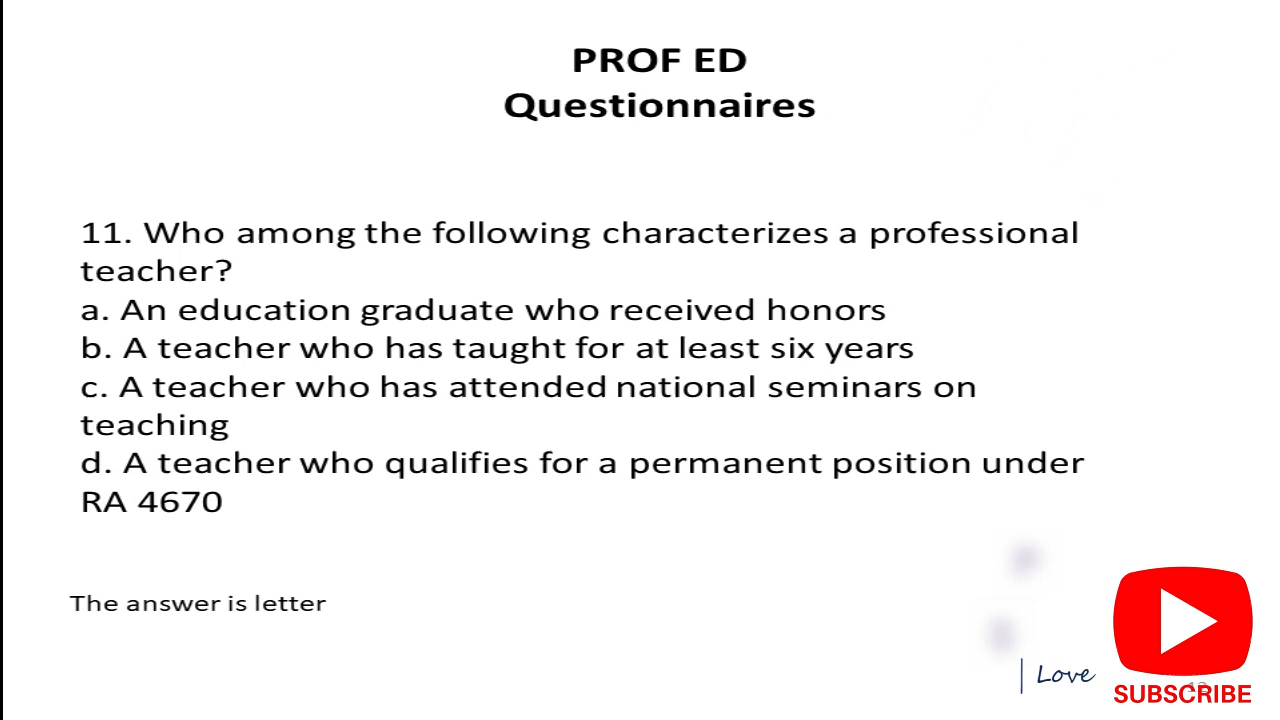 PROF ED
Questionnaires
11. Who among the following characterizes a professional
teacher?
a. An education graduate who received honors
b. A teacher who has taught for at least six years
c. A teacher who has attended national seminars on
teaching
d. A teacher who qualifies for a permanent position under
RA 4670
The answer is letter
Love
SUBSCRIBE